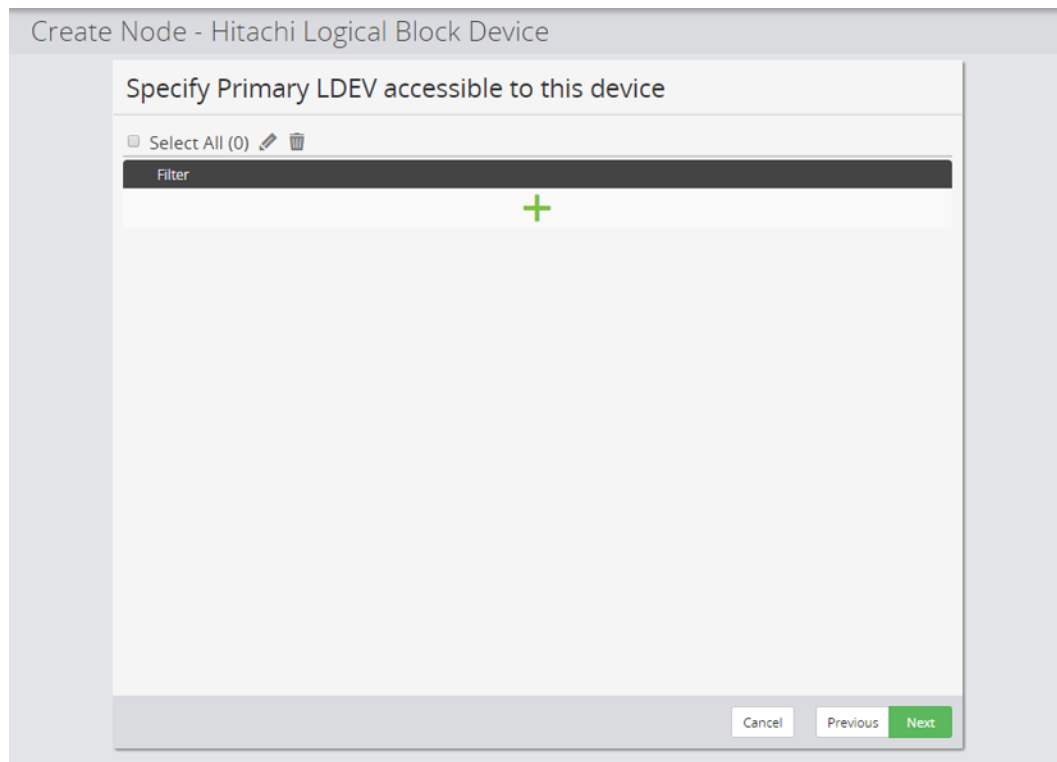 Create Node - Hitachi Logical Block Device
Specify Primary LDEV accessible to this device
Select All (0)
Filter
Cancel Previous Next